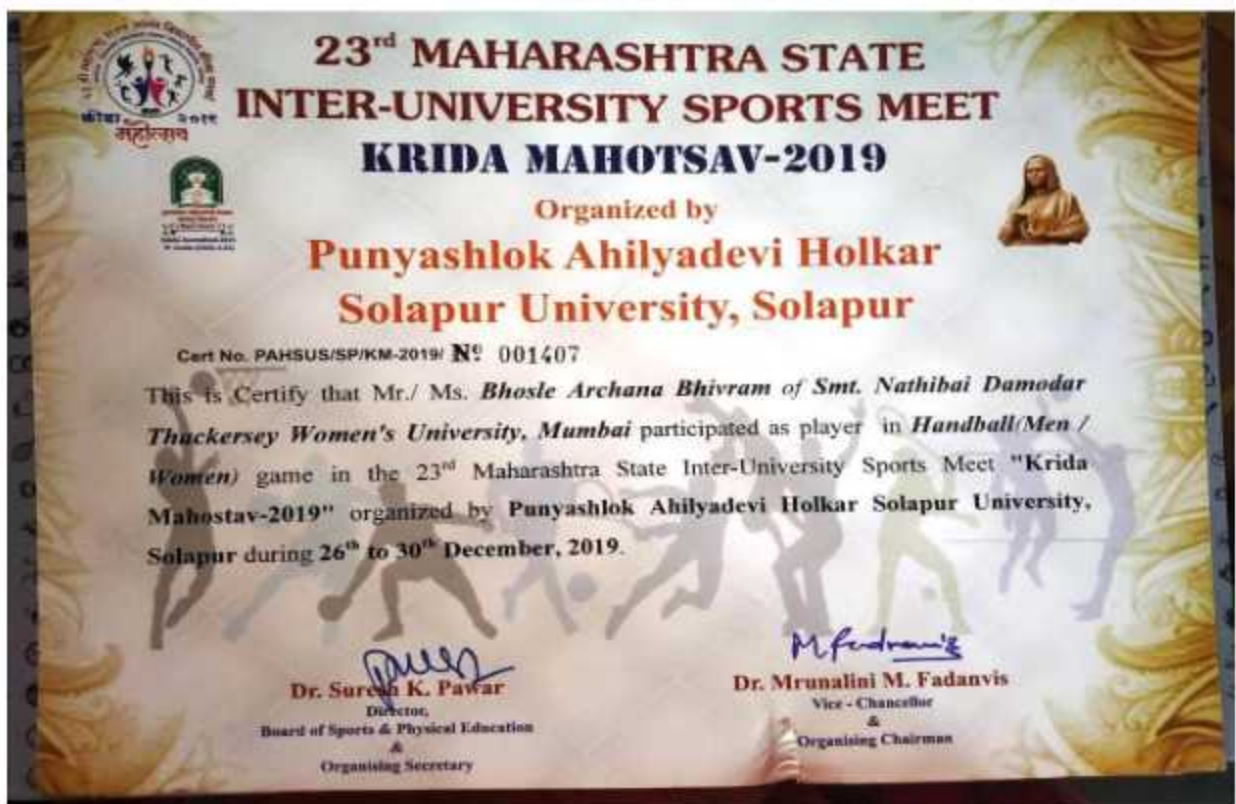 क्रीडा २०१९
महोत्सव
23rd MAHARASHTRA STATE
INTER-UNIVERSITY SPORTS MEET
KRIDA MAHOTSAV-2019
Organized by
Punyashlok Ahilyadevi Holkar
Solapur University, Solapur
Cert No. PAHSUS/SP/KM-2019/ Nº 001407
This is Certify that Mr./ Ms. Bhosle Archana Bhivram of Smt. Nathibai Damodar
Thackersey Women's University, Mumbai participated as player in Handball(Men /
Women) game in the 23rd Maharashtra State Inter-University Sports Meet "Krida
Mahostav-2019" organized by Punyashlok Ahilyadevi Holkar Solapur University,
Solapur during 26th to 30th December, 2019.
M Fadnavis
Dr. Suresh K. Pawar
Director,
Board of Sports & Physical Education
&
Organising Secretary
Dr. Mrunalini M. Fadanvis
Vice - Chancellor
&
Organising Chairman